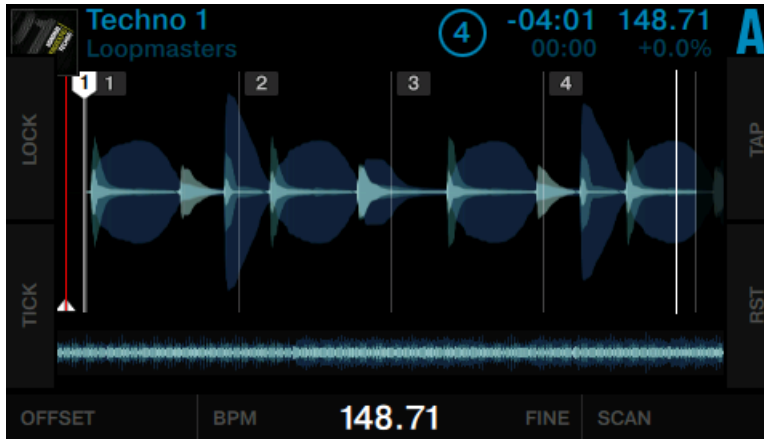 Techno 1
Loopmasters
4
-04:01
00:00
148.71
+0.0%
A
1
1
2
3
4
LOCK
TICK
TAP
RST
OFFSET
BPM
148.71
FINE
SCAN